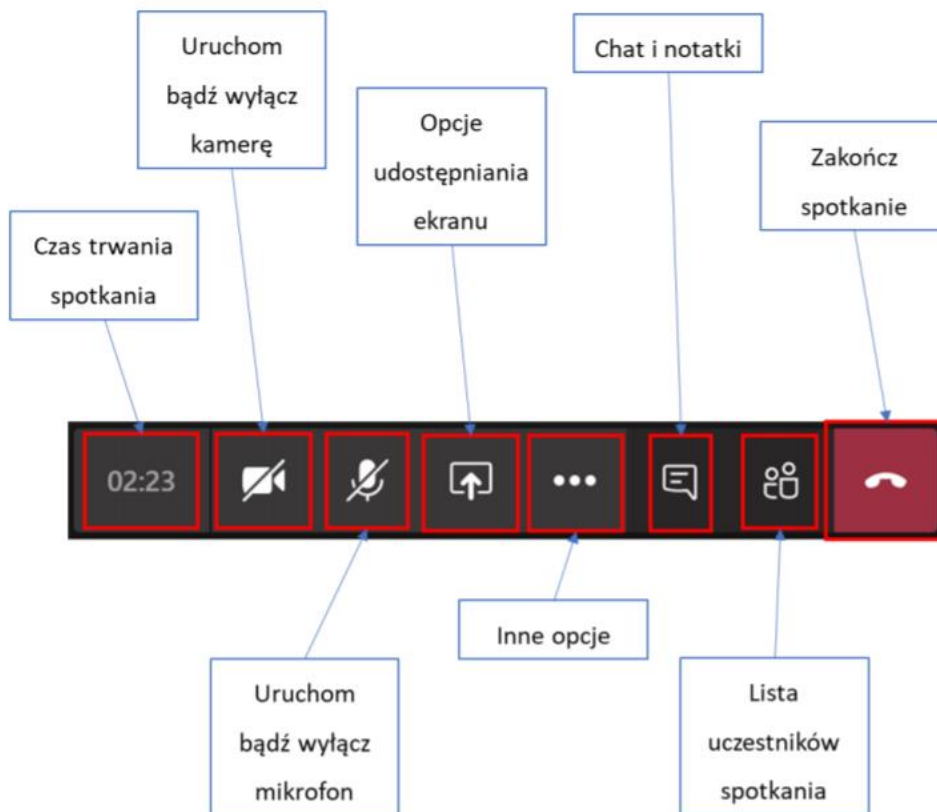 Uruchom
bądź wyłącz
kamerę
Chat i notatki
Opcje
udostępniania
ekranu
Zakończ
spotkanie
Czas trwania
spotkania
02:23
Inne opcje
Uruchom
bądź wyłącz
mikrofon
Lista
uczestników
spotkania